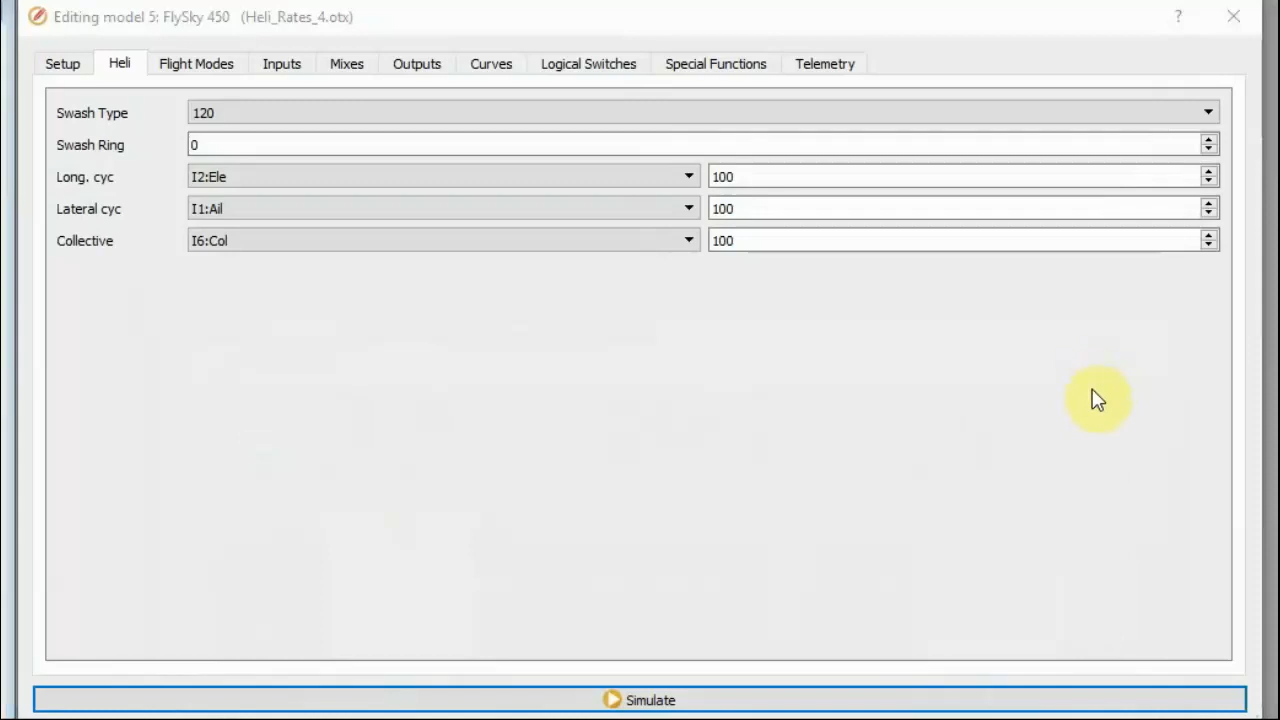 Editing model 5: FlySky 450 (Heli_Rates_4.otx) ?
Setup Heli Flight Modes Inputs Mixes Outputs Curves Logical Switches Special Functions Telemetry
Swash Type 120
Swash Ring 0
Long. cyc I2:Ele 100
Lateral cyc I1:Ail 100
Collective I6:Col 100
Simulate